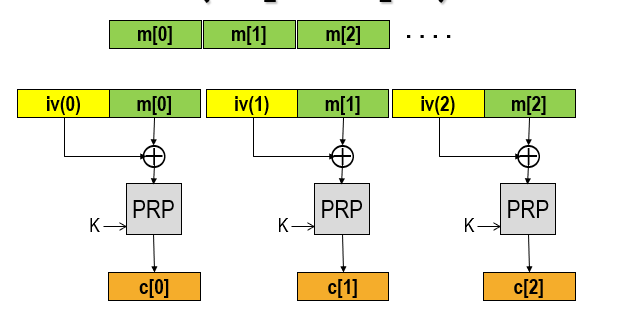 m[0] m[1] m[2] . . . .
iv(0) m[0] iv(1) m[1] iv(2) m[2]
PRP PRP PRP
K K K
c[0] c[1] c[2]